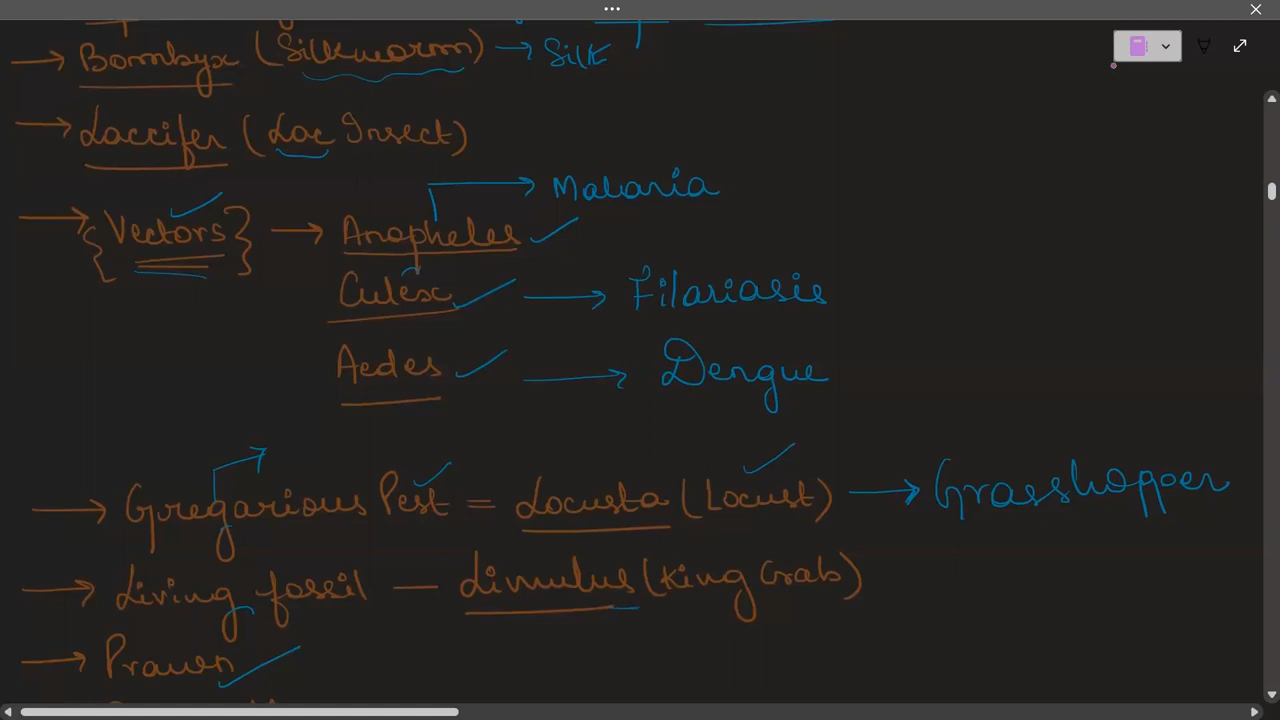 → Bombyx (Silkworm) → Silk
→ Laccifer (Lac Insect)
→ Malaria
→ {Vectors} → Anopheles
Culex → Filariasis
Aedes → Dengue
→ Gregarious Pest = Locusta (Locust) → Grasshopper
→ Living fossil — Limulus (King Crab)
→ Prawn